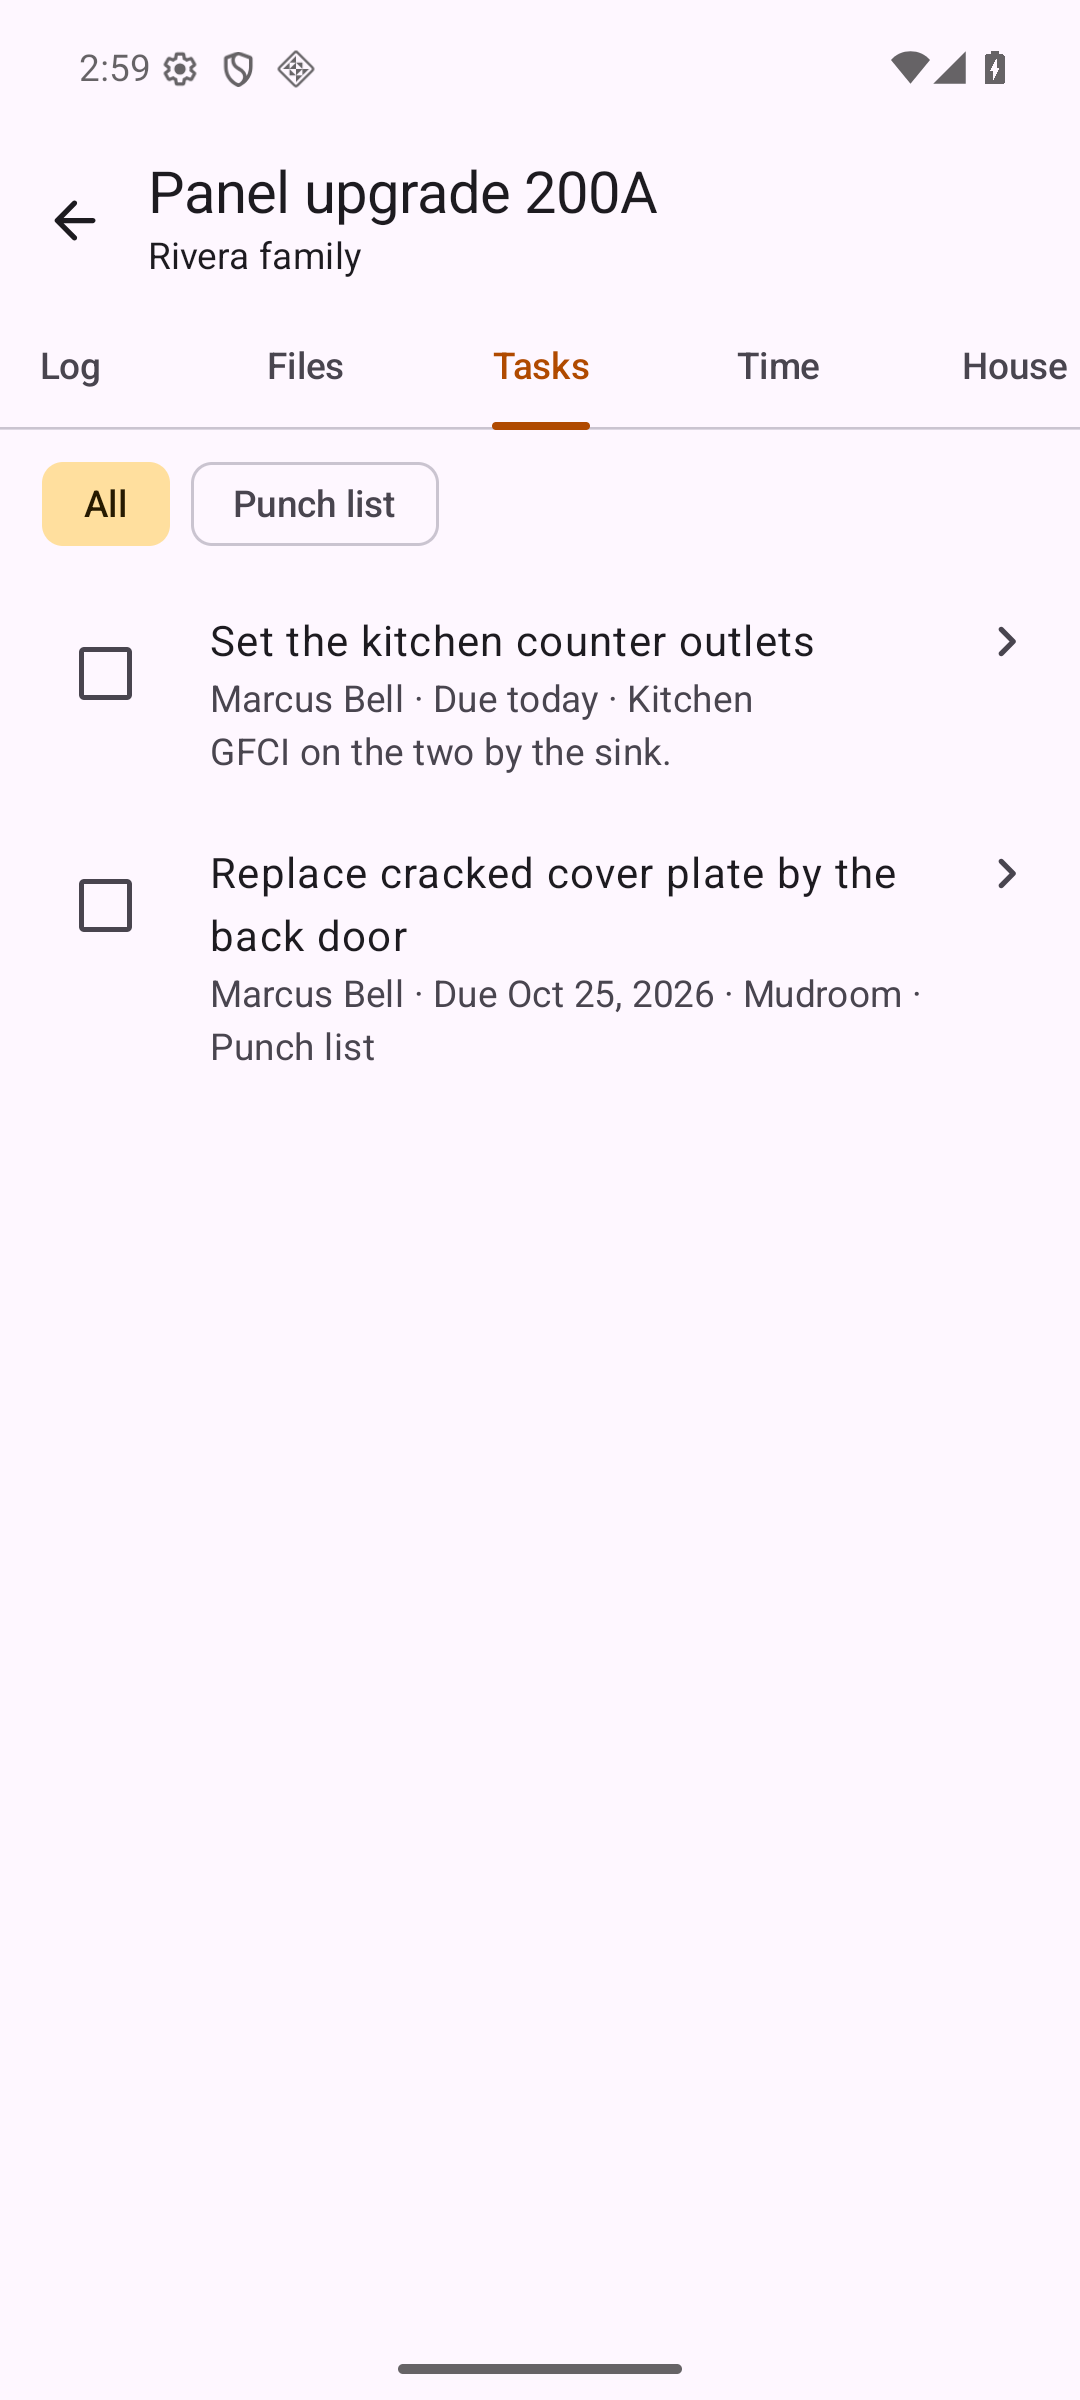 2:59
Panel upgrade 200A
Rivera family
Log Files Tasks Time House
All Punch list
Set the kitchen counter outlets
Marcus Bell · Due today · Kitchen
GFCI on the two by the sink.
Replace cracked cover plate by the
back door
Marcus Bell · Due Oct 25, 2026 · Mudroom ·
Punch list